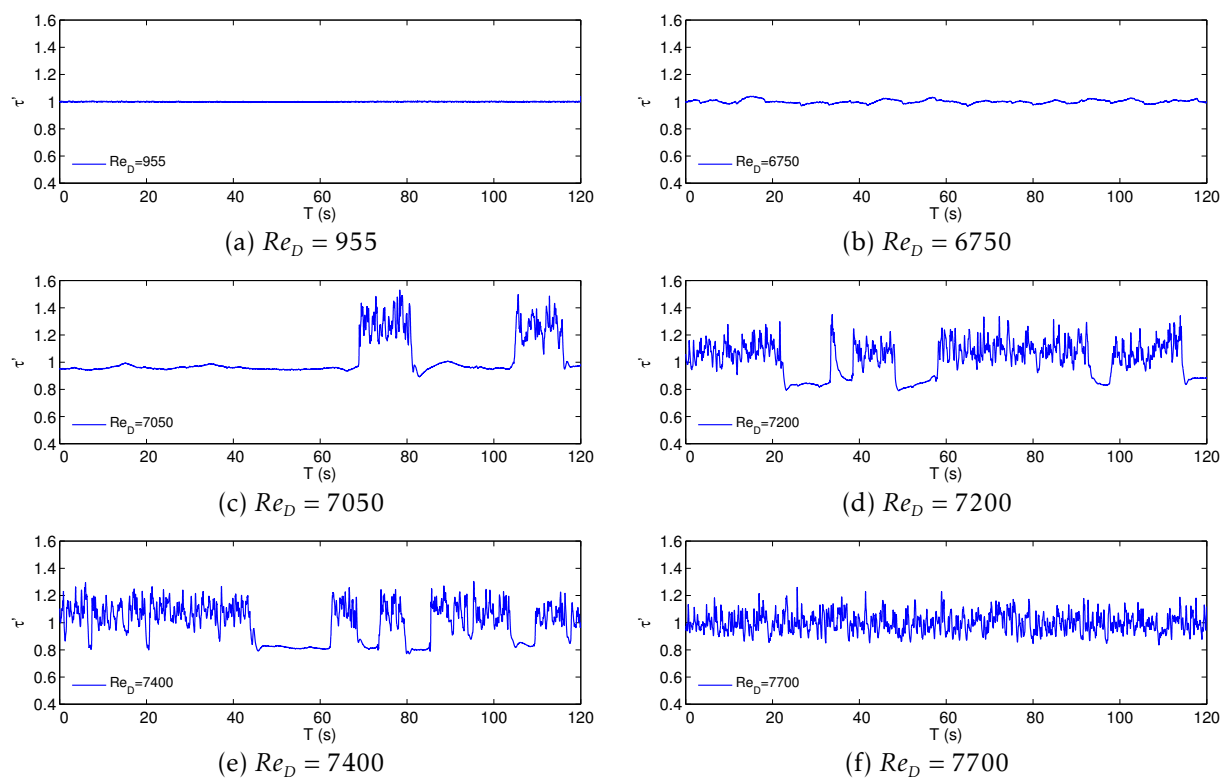 1.6
1.4
1.2
1
0.8
0.6
0.4
τ'
Re_D=955
0 20 40 60 80 100 120
T (s)
(a) Re_D = 955
1.6
1.4
1.2
1
0.8
0.6
0.4
τ'
Re_D=6750
0 20 40 60 80 100 120
T (s)
(b) Re_D = 6750
1.6
1.4
1.2
1
0.8
0.6
0.4
τ'
Re_D=7050
0 20 40 60 80 100 120
T (s)
(c) Re_D = 7050
1.6
1.4
1.2
1
0.8
0.6
0.4
τ'
Re_D=7200
0 20 40 60 80 100 120
T (s)
(d) Re_D = 7200
1.6
1.4
1.2
1
0.8
0.6
0.4
τ'
Re_D=7400
0 20 40 60 80 100 120
T (s)
(e) Re_D = 7400
1.6
1.4
1.2
1
0.8
0.6
0.4
τ'
Re_D=7700
0 20 40 60 80 100 120
T (s)
(f) Re_D = 7700